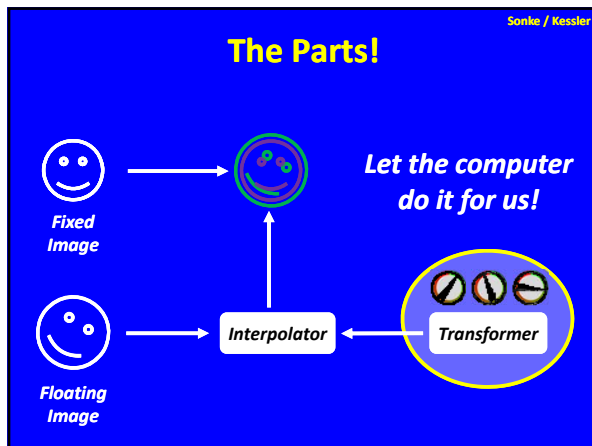 Sonke / Kessler
The Parts!
Let the computer
do it for us!
Fixed
Image
Interpolator
Transformer
Floating
Image